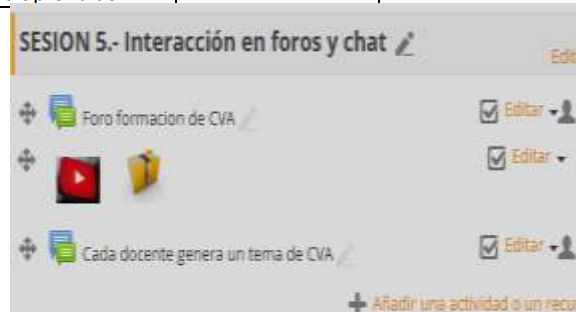 SESION 5.- Interacción en foros y chat
Foro formacion de CVA
Editar
Editar
Cada docente genera un tema de CVA
Editar
Añadir una actividad o un